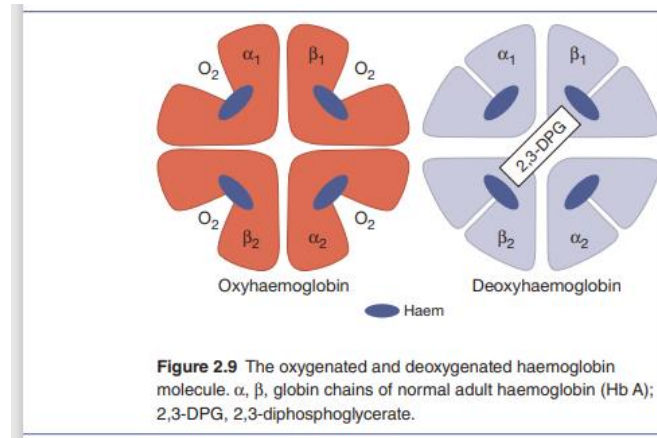 α1 β1 α1 β1
O2 O2
2,3-DPG
O2 O2
β2 α2 β2 α2
Oxyhaemoglobin Deoxyhaemoglobin
Haem
Figure 2.9 The oxygenated and deoxygenated haemoglobin
molecule. α, β, globin chains of normal adult haemoglobin (Hb A);
2,3-DPG, 2,3-diphosphoglycerate.